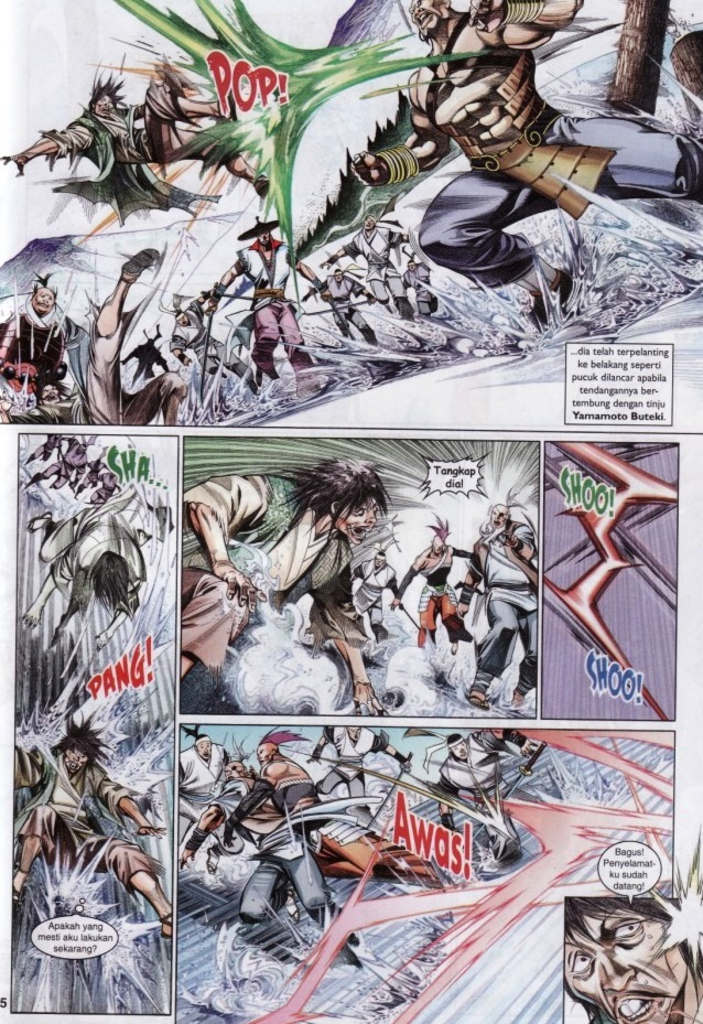 POP!
...dia telah terpelanting
ke belakang seperti
pucuk dilancar apabila
tendangannya ber-
tembung dengan tinju
Yamamoto Buteki.
SHA...
PANG!
Apakah yang
mesti aku lakukan
sekarang?
Tangkap
dia!
SHOO!
SHOO!
Awas!
Bagus!
Penyelamat-
ku sudah
datang!
5